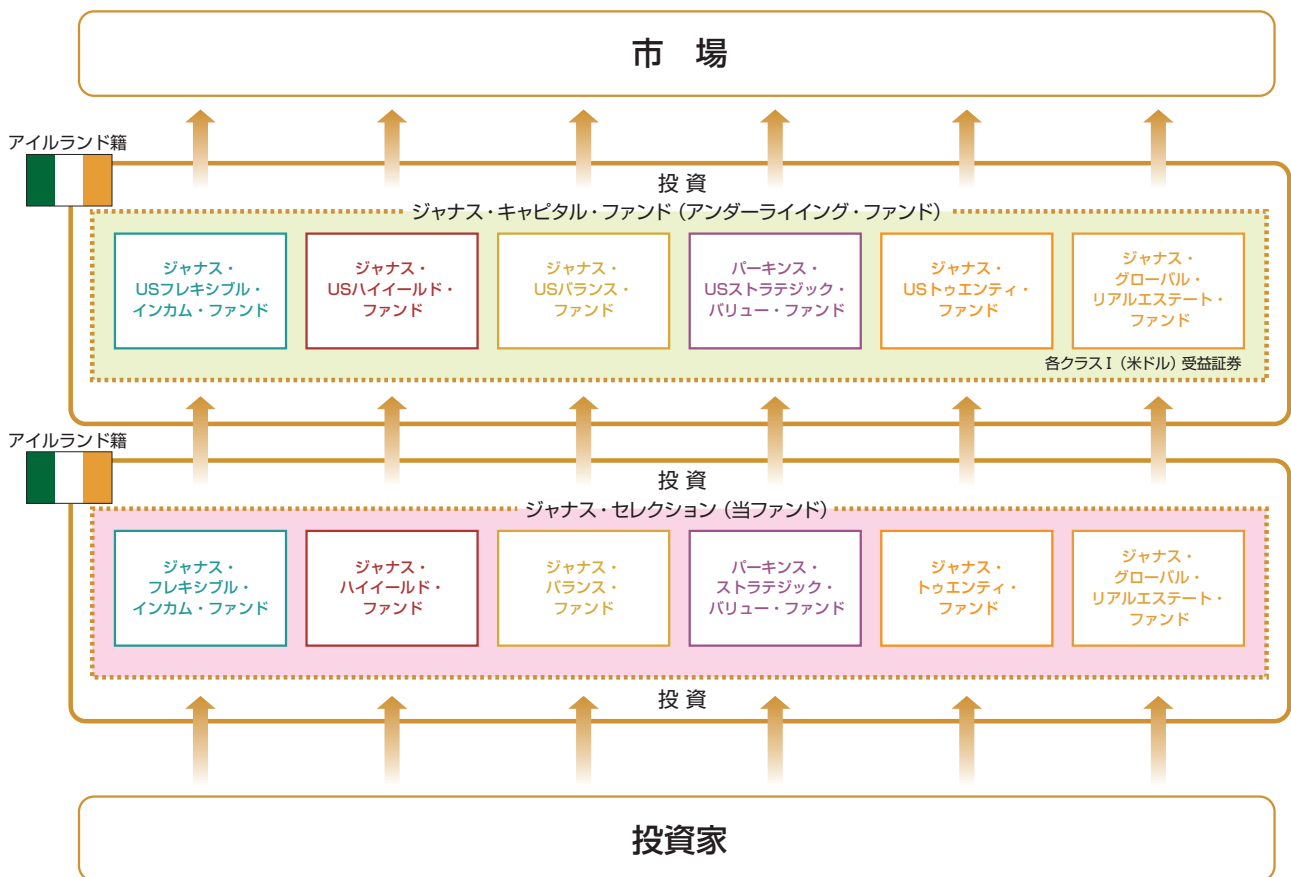 市 場
アイルランド籍
投 資
ジャナス・キャピタル・ファンド（アンダーライイング・ファンド）
ジャナス・
USフレキシブル・
インカム・ファンド
ジャナス・
USハイイールド・
ファンド
ジャナス・
USバランス・
ファンド
パーキンス・
USストラテジック・
バリュー・ファンド
ジャナス・
USトゥエンティ・
ファンド
ジャナス・
グローバル・
リアルエステート・
ファンド
各クラスI（米ドル）受益証券
アイルランド籍
投 資
ジャナス・セレクション（当ファンド）
ジャナス・
フレキシブル・
インカム・ファンド
ジャナス・
ハイイールド・
ファンド
ジャナス・
バランス・
ファンド
パーキンス・
ストラテジック・
バリュー・ファンド
ジャナス・
トゥエンティ・
ファンド
ジャナス・
グローバル・
リアルエステート・
ファンド
投 資
投資家